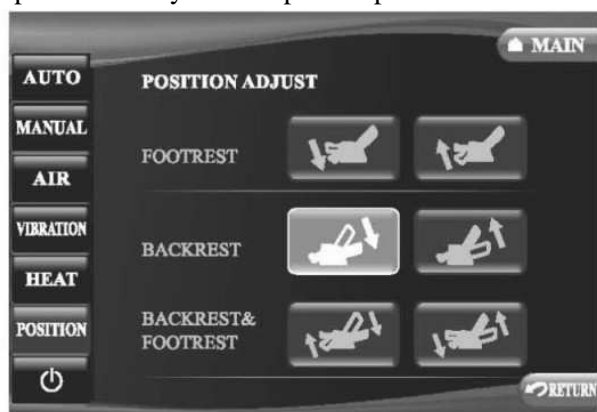 MAIN
AUTO
MANUAL
AIR
VIBRATION
HEAT
POSITION
POSITION ADJUST
FOOTREST
BACKREST
BACKREST&
FOOTREST
RETURN